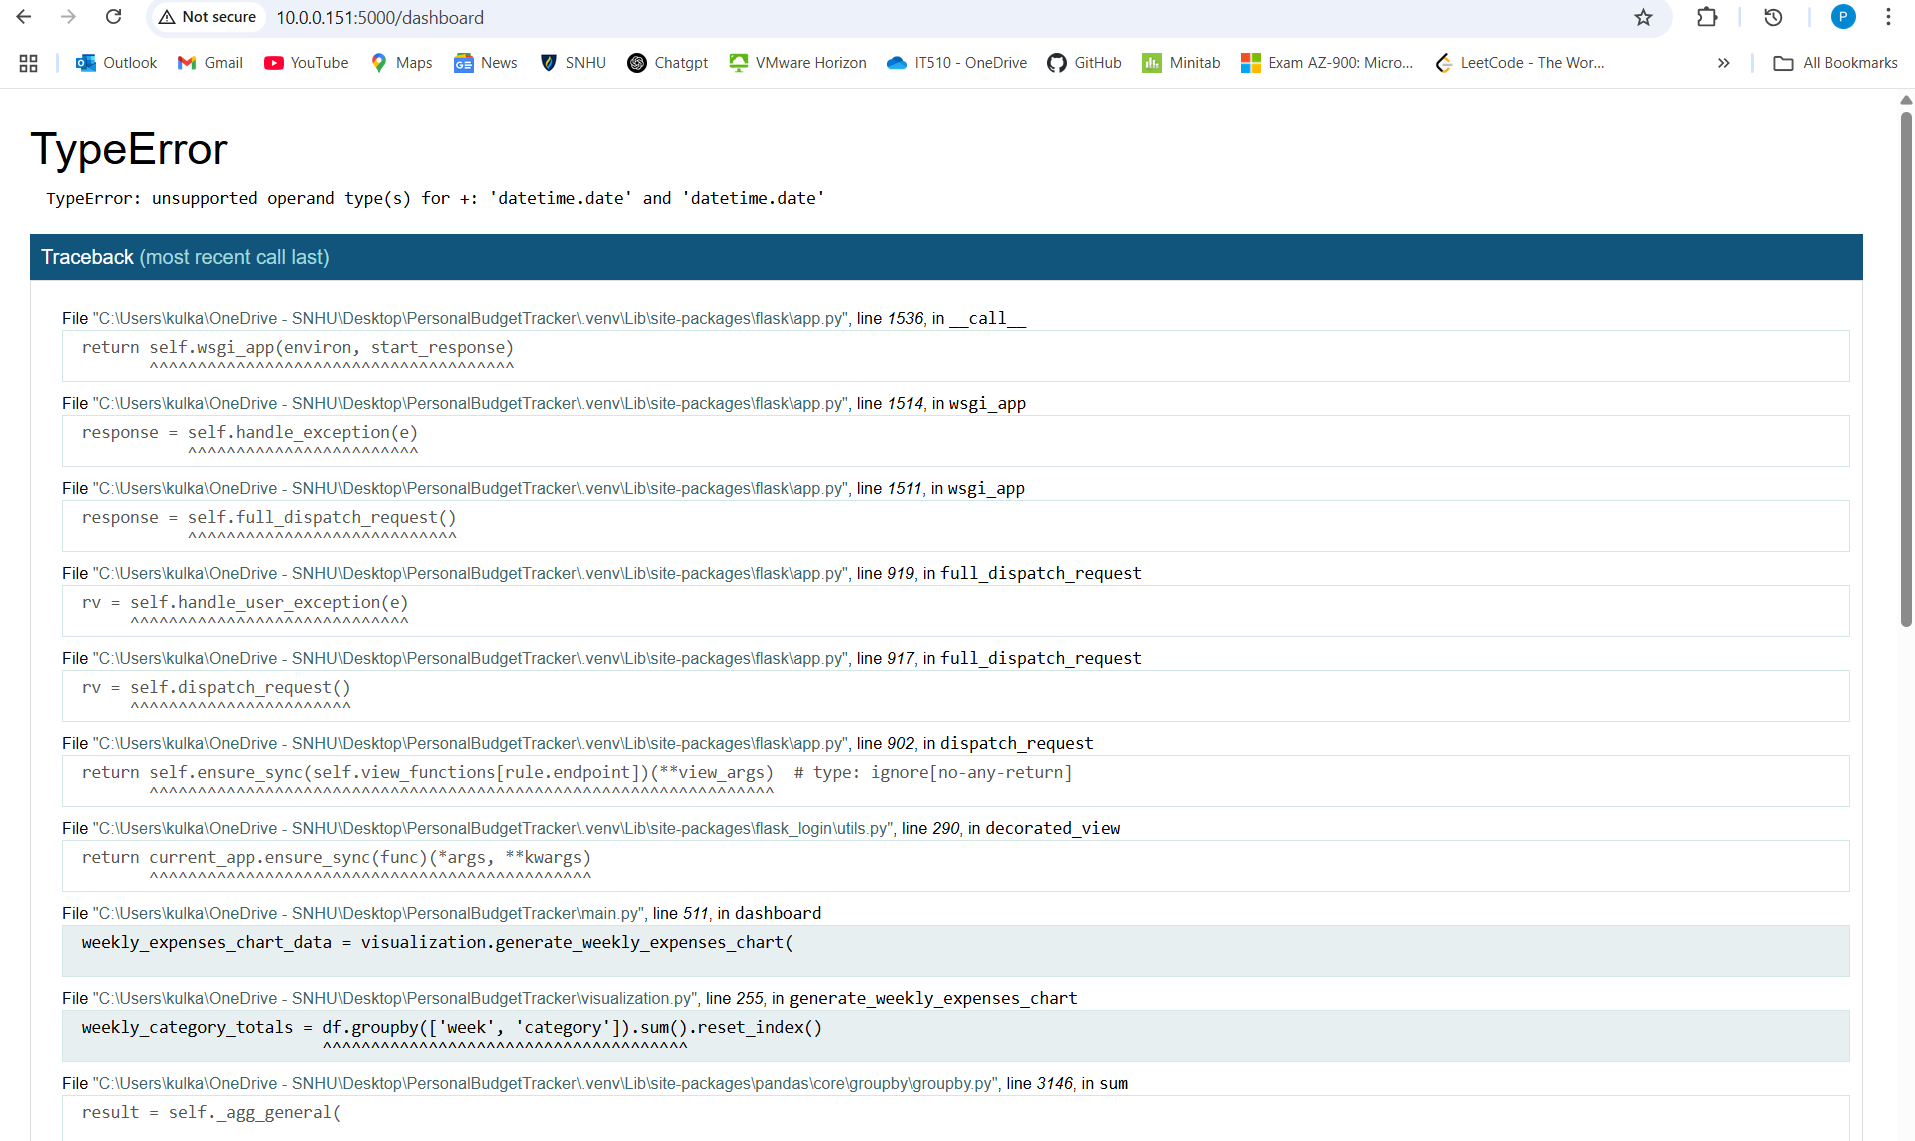 Not secure 10.0.0.151:5000/dashboard P
Outlook Gmail YouTube Maps News SNHU Chatgpt VMware Horizon IT510 - OneDrive GitHub Minitab Exam AZ-900: Micro... LeetCode - The Wor... » All Bookmarks
TypeError
TypeError: unsupported operand type(s) for +: 'datetime.date' and 'datetime.date'
Traceback (most recent call last)
File "C:\Users\kulka\OneDrive - SNHU\Desktop\PersonalBudgetTracker\.venv\Lib\site-packages\flask\app.py", line 1536, in __call__
return self.wsgi_app(environ, start_response)
^^^^^^^^^^^^^^^^^^^^^^^^^^^^^^^^^^^^^^
File "C:\Users\kulka\OneDrive - SNHU\Desktop\PersonalBudgetTracker\.venv\Lib\site-packages\flask\app.py", line 1514, in wsgi_app
response = self.handle_exception(e)
^^^^^^^^^^^^^^^^^^^^^^^^
File "C:\Users\kulka\OneDrive - SNHU\Desktop\PersonalBudgetTracker\.venv\Lib\site-packages\flask\app.py", line 1511, in wsgi_app
response = self.full_dispatch_request()
^^^^^^^^^^^^^^^^^^^^^^^^^^^^
File "C:\Users\kulka\OneDrive - SNHU\Desktop\PersonalBudgetTracker\.venv\Lib\site-packages\flask\app.py", line 919, in full_dispatch_request
rv = self.handle_user_exception(e)
^^^^^^^^^^^^^^^^^^^^^^^^^^^^^
File "C:\Users\kulka\OneDrive - SNHU\Desktop\PersonalBudgetTracker\.venv\Lib\site-packages\flask\app.py", line 917, in full_dispatch_request
rv = self.dispatch_request()
^^^^^^^^^^^^^^^^^^^^^^^
File "C:\Users\kulka\OneDrive - SNHU\Desktop\PersonalBudgetTracker\.venv\Lib\site-packages\flask\app.py", line 902, in dispatch_request
return self.ensure_sync(self.view_functions[rule.endpoint])(**view_args)  # type: ignore[no-any-return]
^^^^^^^^^^^^^^^^^^^^^^^^^^^^^^^^^^^^^^^^^^^^^^^^^^^^^^^^^^^^^^^^^
File "C:\Users\kulka\OneDrive - SNHU\Desktop\PersonalBudgetTracker\.venv\Lib\site-packages\flask_login\utils.py", line 290, in decorated_view
return current_app.ensure_sync(func)(*args, **kwargs)
^^^^^^^^^^^^^^^^^^^^^^^^^^^^^^^^^^^^^^^^^^^^^^
File "C:\Users\kulka\OneDrive - SNHU\Desktop\PersonalBudgetTracker\main.py", line 511, in dashboard
weekly_expenses_chart_data = visualization.generate_weekly_expenses_chart(
File "C:\Users\kulka\OneDrive - SNHU\Desktop\PersonalBudgetTracker\visualization.py", line 255, in generate_weekly_expenses_chart
weekly_category_totals = df.groupby(['week', 'category']).sum().reset_index()
^^^^^^^^^^^^^^^^^^^^^^^^^^^^^^^^^^^^^^
File "C:\Users\kulka\OneDrive - SNHU\Desktop\PersonalBudgetTracker\.venv\Lib\site-packages\pandas\core\groupby\groupby.py", line 3146, in sum
result = self._agg_general(